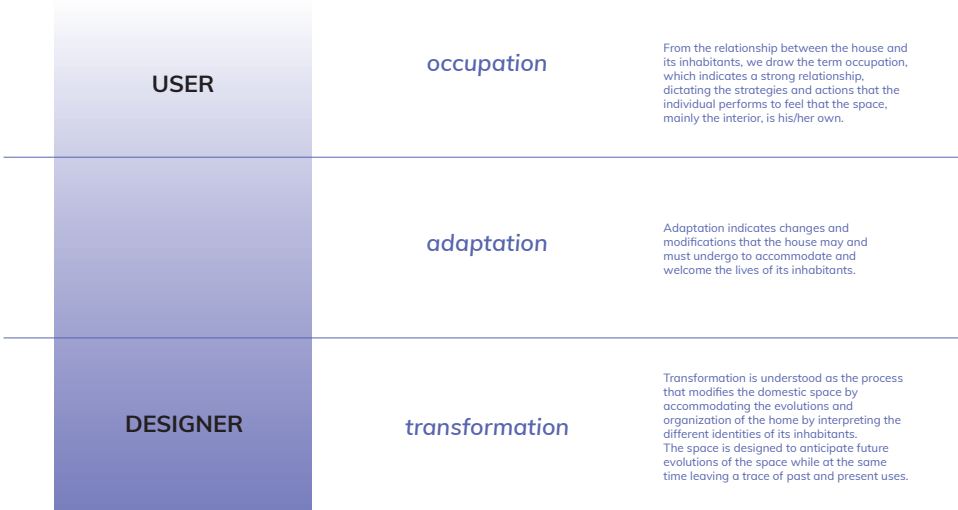 USER
occupation
From the relationship between the house and
its inhabitants, we draw the term occupation,
which indicates a strong relationship,
dictating the strategies and actions that the
individual performs to feel that the space,
mainly the interior, is his/her own.
adaptation
Adaptation indicates changes and
modifications that the house may and
must undergo to accommodate and
welcome the lives of its inhabitants.
DESIGNER
transformation
Transformation is understood as the process
that modifies the domestic space by
accommodating the evolutions and
organization of the home by interpreting the
different identities of its inhabitants.
The space is designed to anticipate future
evolutions of the space while at the same
time leaving a trace of past and present uses.